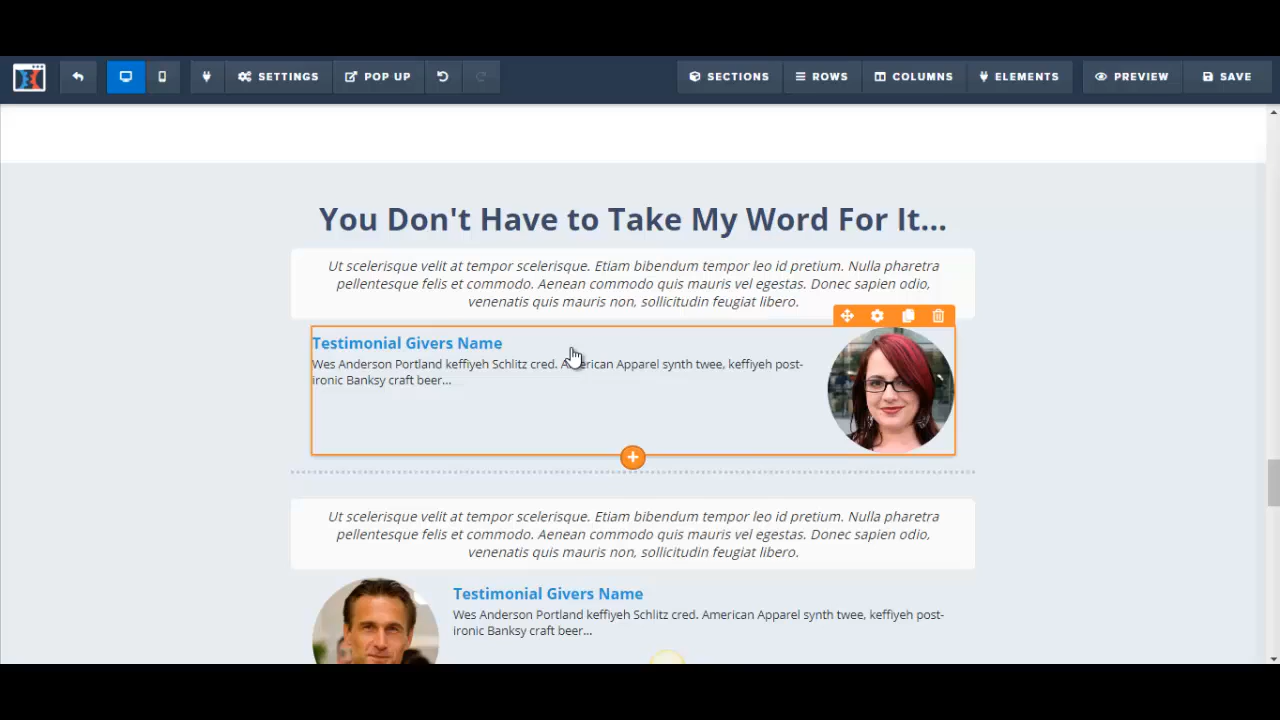 SETTINGS POP UP SECTIONS ROWS COLUMNS ELEMENTS PREVIEW SAVE
You Don't Have to Take My Word For It...
Ut scelerisque velit at tempor scelerisque. Etiam bibendum tempor leo id pretium. Nulla pharetra
pellentesque felis et commodo. Aenean commodo quis mauris vel egestas. Donec sapien odio,
venenatis quis mauris non, sollicitudin feugiat libero.
Testimonial Givers Name
Wes Anderson Portland keffiyeh Schlitz cred. American Apparel synth twee, keffiyeh post-
ironic Banksy craft beer...
Ut scelerisque velit at tempor scelerisque. Etiam bibendum tempor leo id pretium. Nulla pharetra
pellentesque felis et commodo. Aenean commodo quis mauris vel egestas. Donec sapien odio,
venenatis quis mauris non, sollicitudin feugiat libero.
Testimonial Givers Name
Wes Anderson Portland keffiyeh Schlitz cred. American Apparel synth twee, keffiyeh post-
ironic Banksy craft beer...